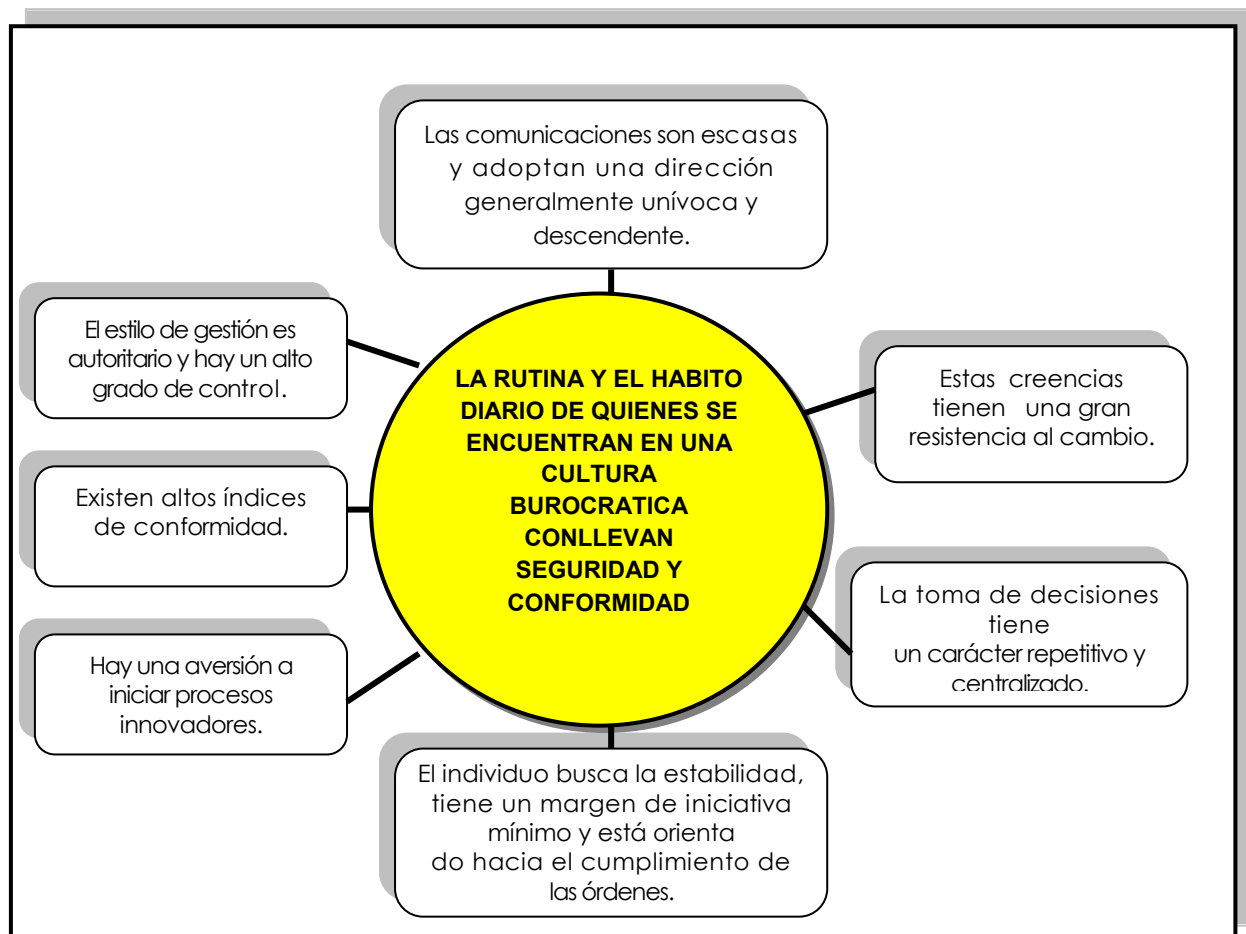 Las comunicaciones son escasas
y adoptan una dirección
generalmente unívoca y
descendente.
El estilo de gestión es
autoritario y hay un alto
grado de control.
LA RUTINA Y EL HABITO
DIARIO DE QUIENES SE
ENCUENTRAN EN UNA
CULTURA
BUROCRATICA
CONLLEVAN
SEGURIDAD Y
CONFORMIDAD
Estas creencias
tienen una gran
resistencia al cambio.
Existen altos índices
de conformidad.
La toma de decisiones
tiene
un carácter repetitivo y
centralizado.
Hay una aversión a
iniciar procesos
innovadores.
El individuo busca la estabilidad,
tiene un margen de iniciativa
mínimo y está orienta
do hacia el cumplimiento de
las órdenes.